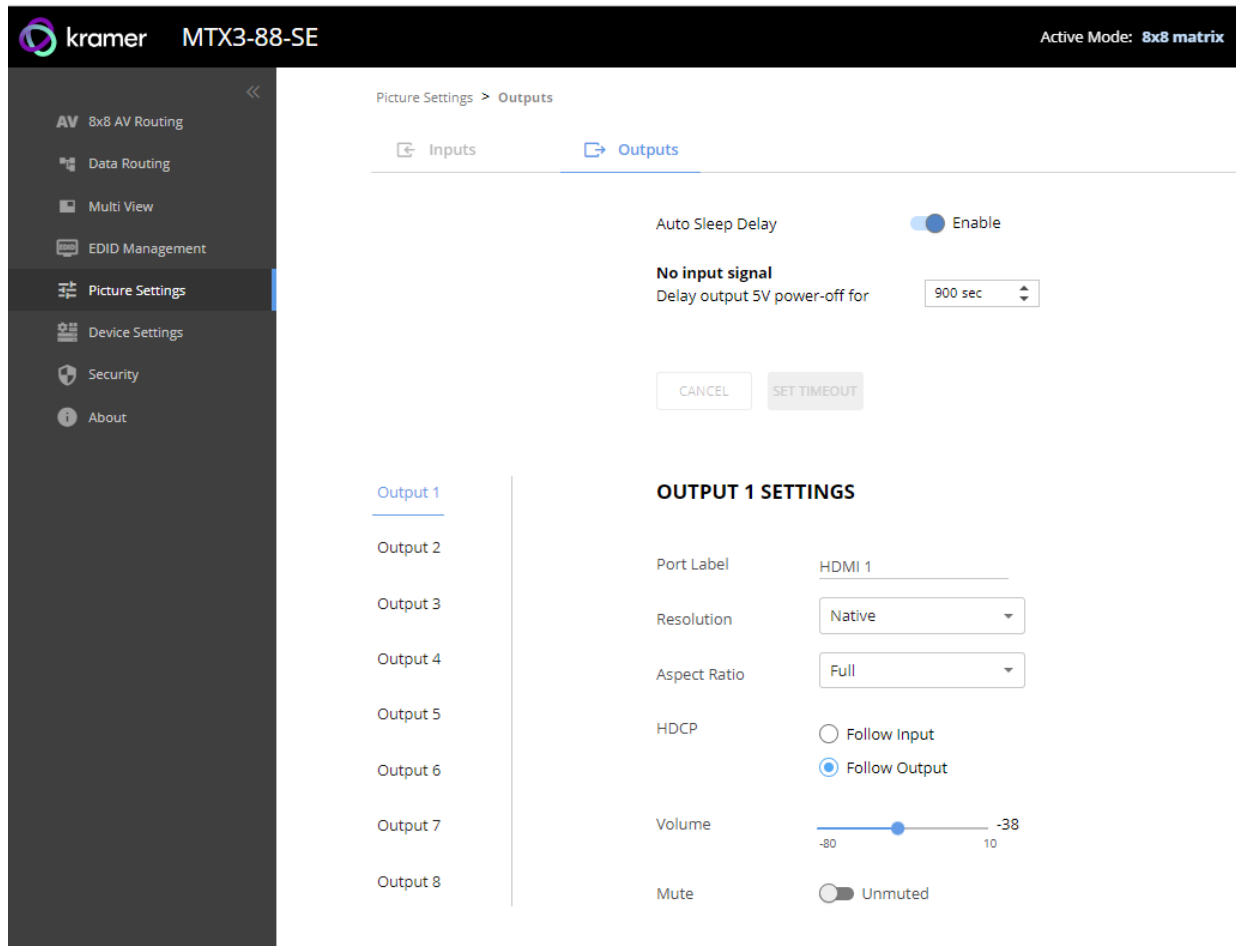 kramer MTX3-88-SE Active Mode: 8x8 matrix
AV 8x8 AV Routing
Data Routing
Multi View
EDID EDID Management
Picture Settings
Device Settings
Security
About
Picture Settings > Outputs
Inputs Outputs
Auto Sleep Delay Enable
No input signal
Delay output 5V power-off for 900 sec
CANCEL SET TIMEOUT
Output 1
Output 2
Output 3
Output 4
Output 5
Output 6
Output 7
Output 8
OUTPUT 1 SETTINGS
Port Label HDMI 1
Resolution Native
Aspect Ratio Full
HDCP Follow Input
Follow Output
Volume -38
-80 10
Mute Unmuted